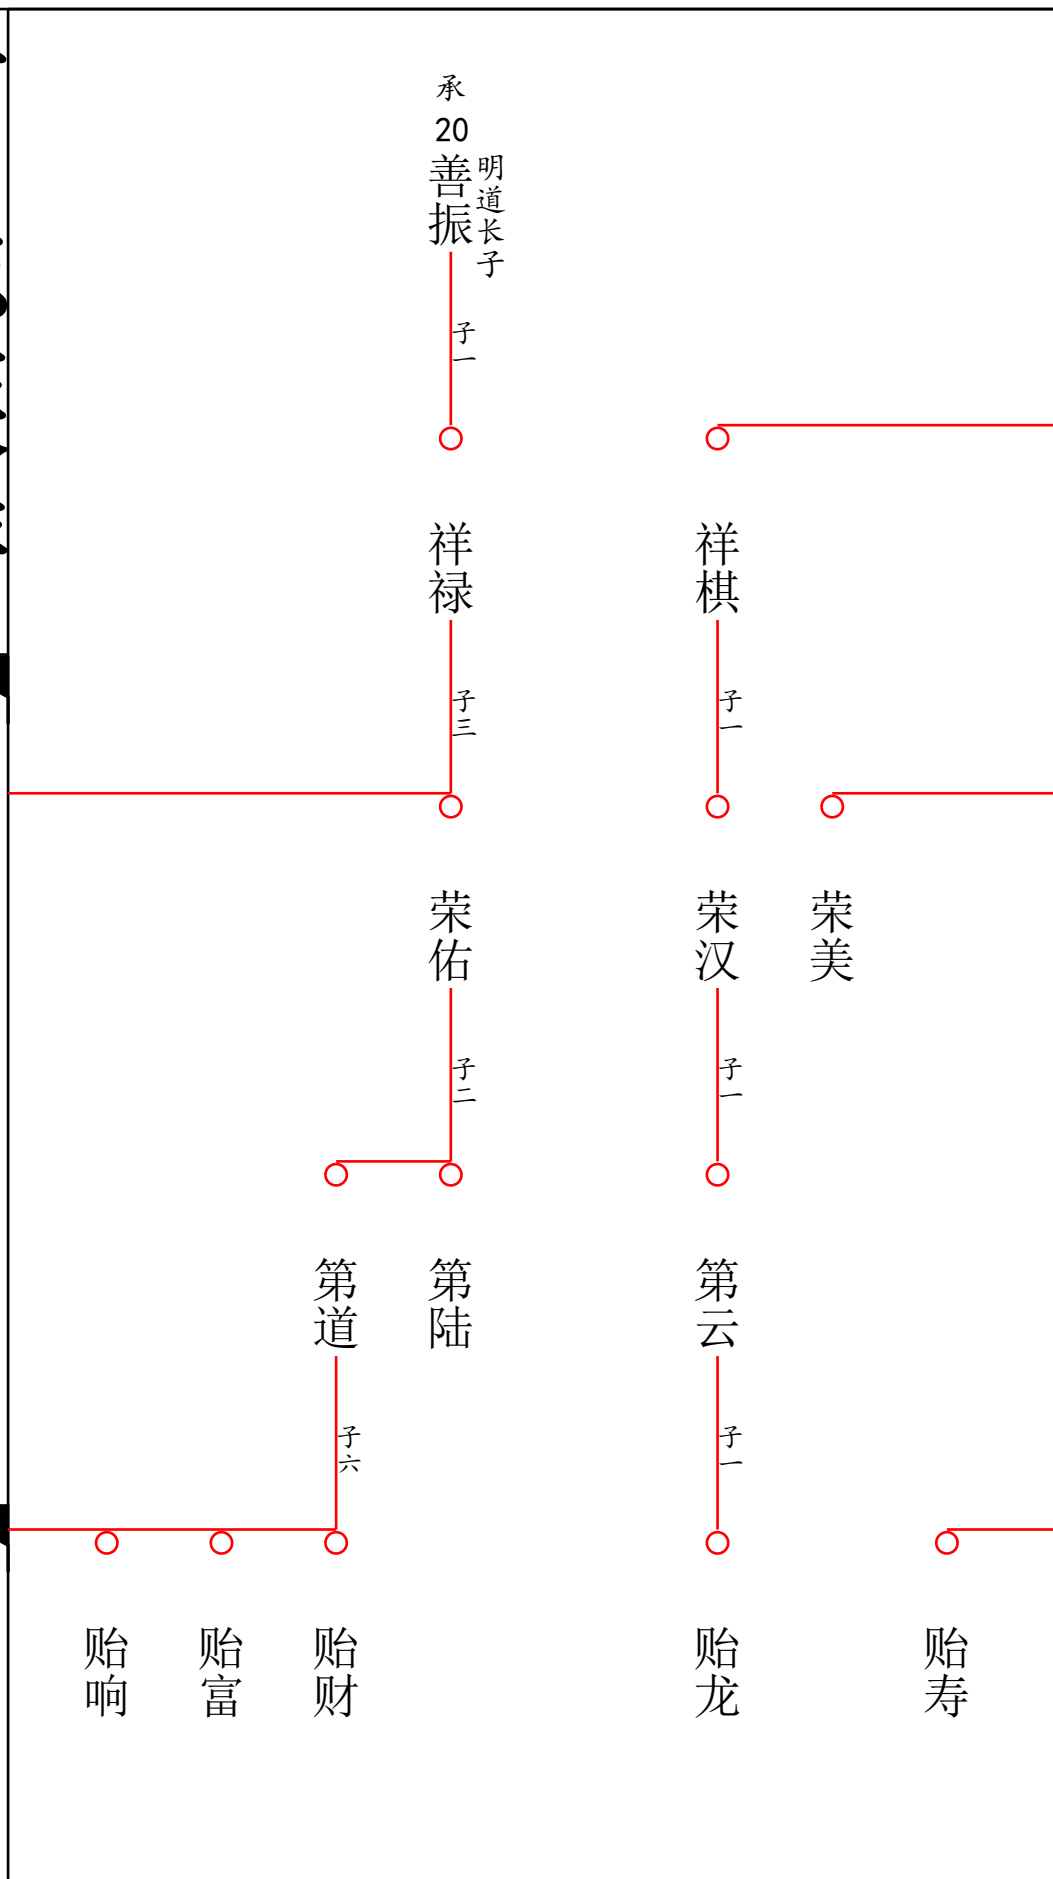 承
20
善振
明道长子
子一
祥棋
祥禄
子一
子三
荣美
荣汉
荣佑
子一
子二
第云
第陆
第道
子一
子六
贻寿
贻龙
贻财
贻富
贻响